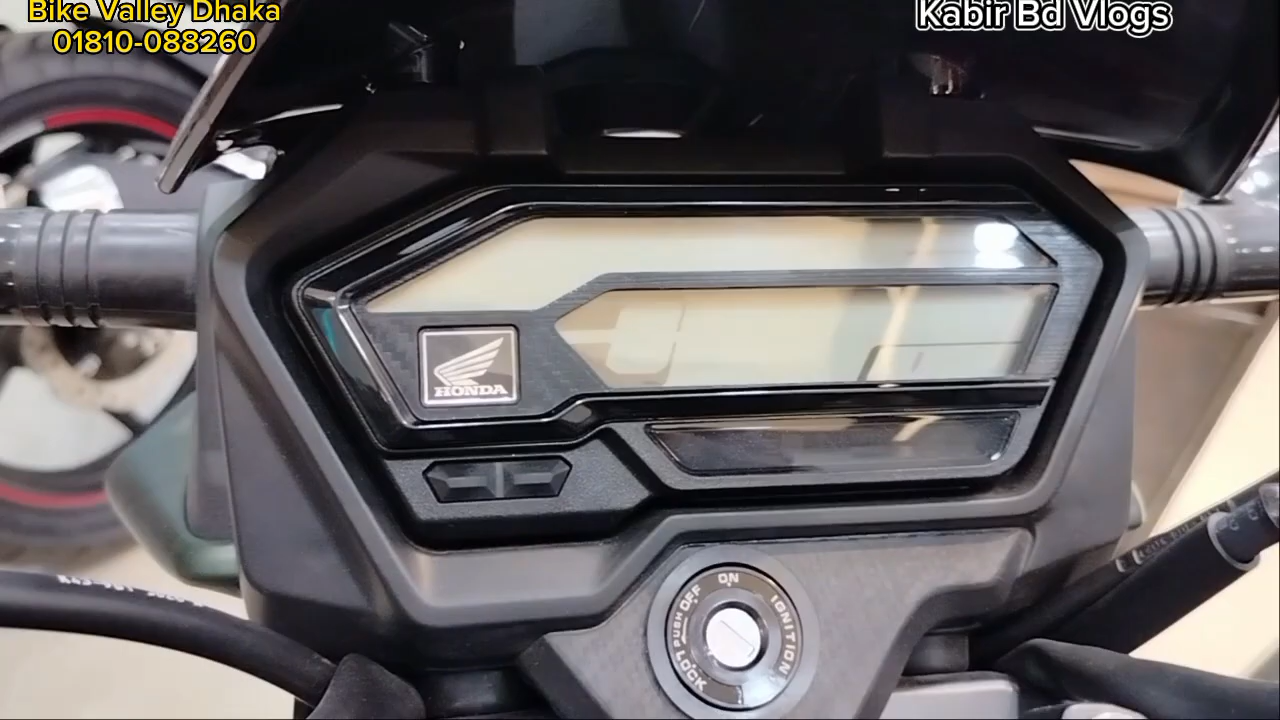 Bike Valley Dhaka
01810-088260
Kabir Bd Vlogs
HONDA
ON
OFF
PUSH
LOCK
IGNITION